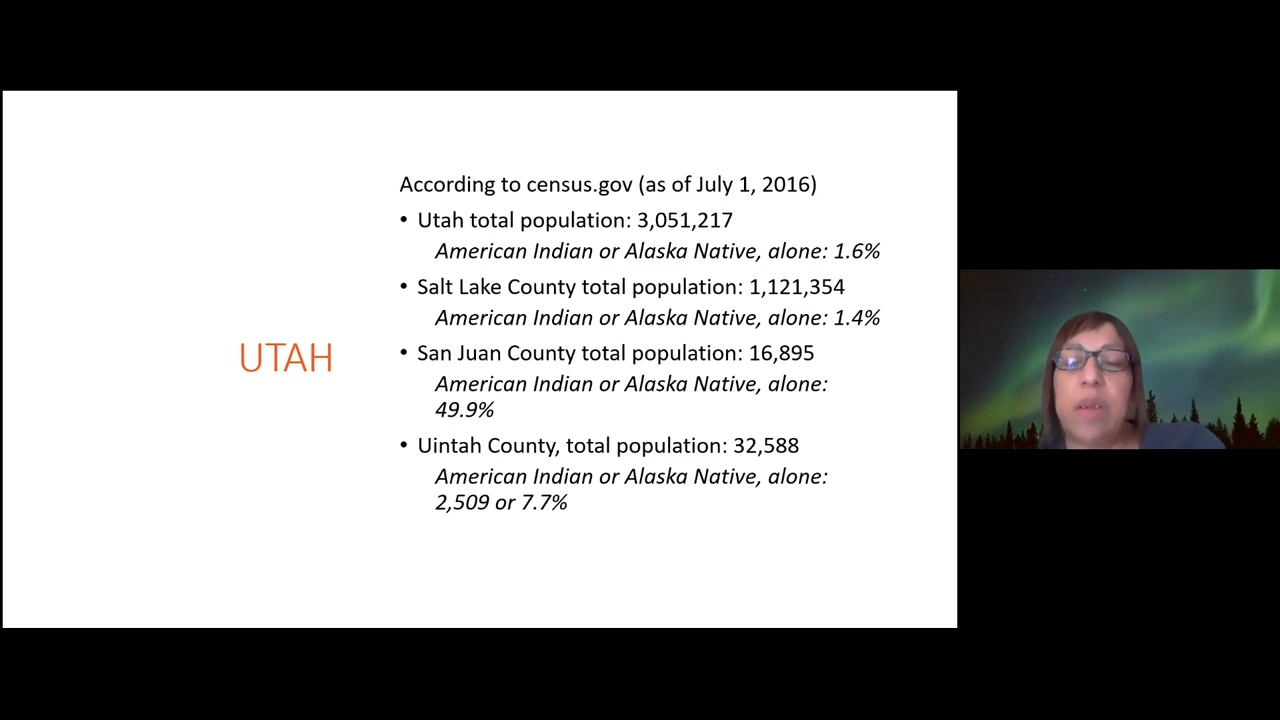 UTAH
According to census.gov (as of July 1, 2016)
• Utah total population: 3,051,217
American Indian or Alaska Native, alone: 1.6%
• Salt Lake County total population: 1,121,354
American Indian or Alaska Native, alone: 1.4%
• San Juan County total population: 16,895
American Indian or Alaska Native, alone:
49.9%
• Uintah County, total population: 32,588
American Indian or Alaska Native, alone:
2,509 or 7.7%